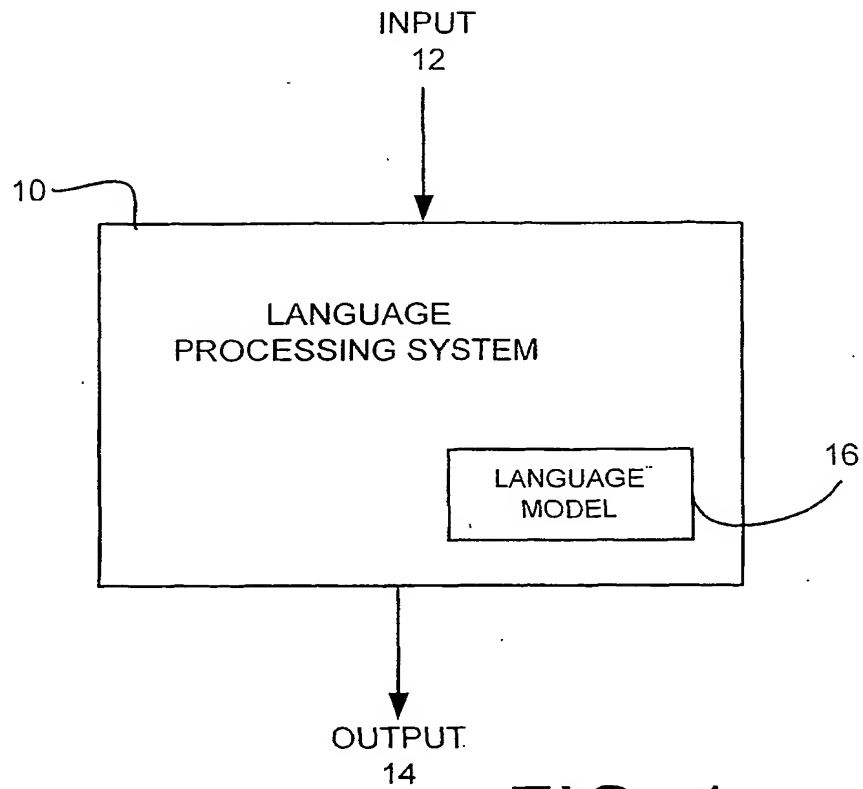 INPUT
12
10
LANGUAGE
PROCESSING SYSTEM
LANGUAGE
MODEL
16
OUTPUT
14